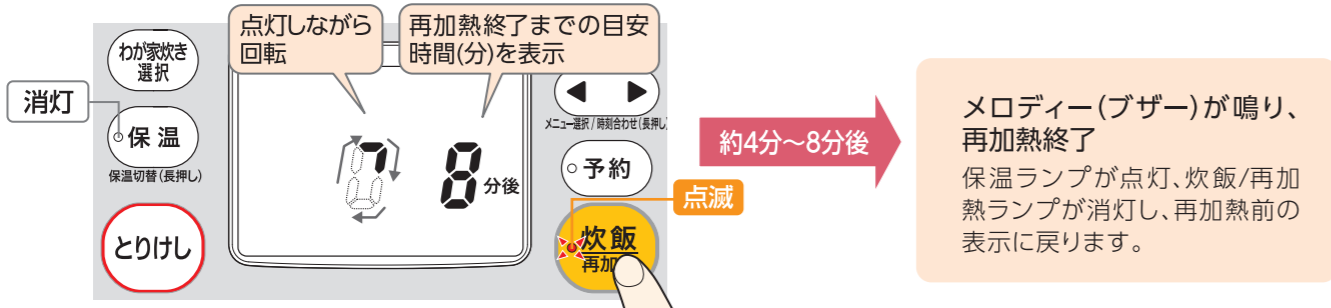 点灯しながら
回転
再加熱終了までの目安
時間(分)を表示
わが家炊き
選択
消灯
保温
保温切替(長押し)
とりけし
8分後
メニュー選択/時刻合わせ(長押し)
予約
点滅
炊飯
再加
約4分〜8分後
メロディー(ブザー)が鳴り、
再加熱終了
保温ランプが点灯、炊飯/再加
熱ランプが消灯し、再加熱前の
表示に戻ります。